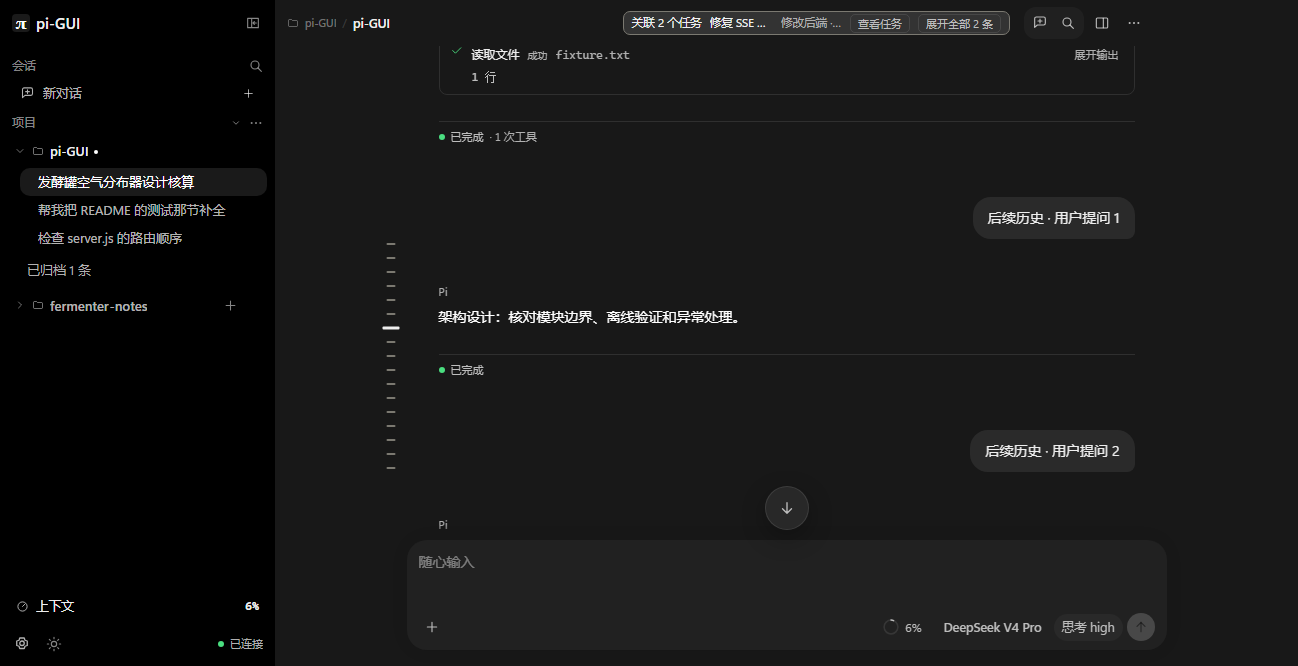 π pi-GUI
会话
新对话
项目
pi-GUI
发酵罐空气分布器设计核算
帮我把 README 的测试那节补全
检查 server.js 的路由顺序
已归档 1 条
fermenter-notes
上下文 6%
已连接
pi-GUI / pi-GUI
关联 2 个任务 修复 SSE ... 修改后端 ·... 查看任务 展开全部 2 条
读取文件 成功 fixture.txt 展开输出
1 行
已完成 · 1 次工具
后续历史 · 用户提问 1
Pi
架构设计：核对模块边界、离线验证和异常处理。
已完成
后续历史 · 用户提问 2
Pi
随心输入
6% DeepSeek V4 Pro 思考 high